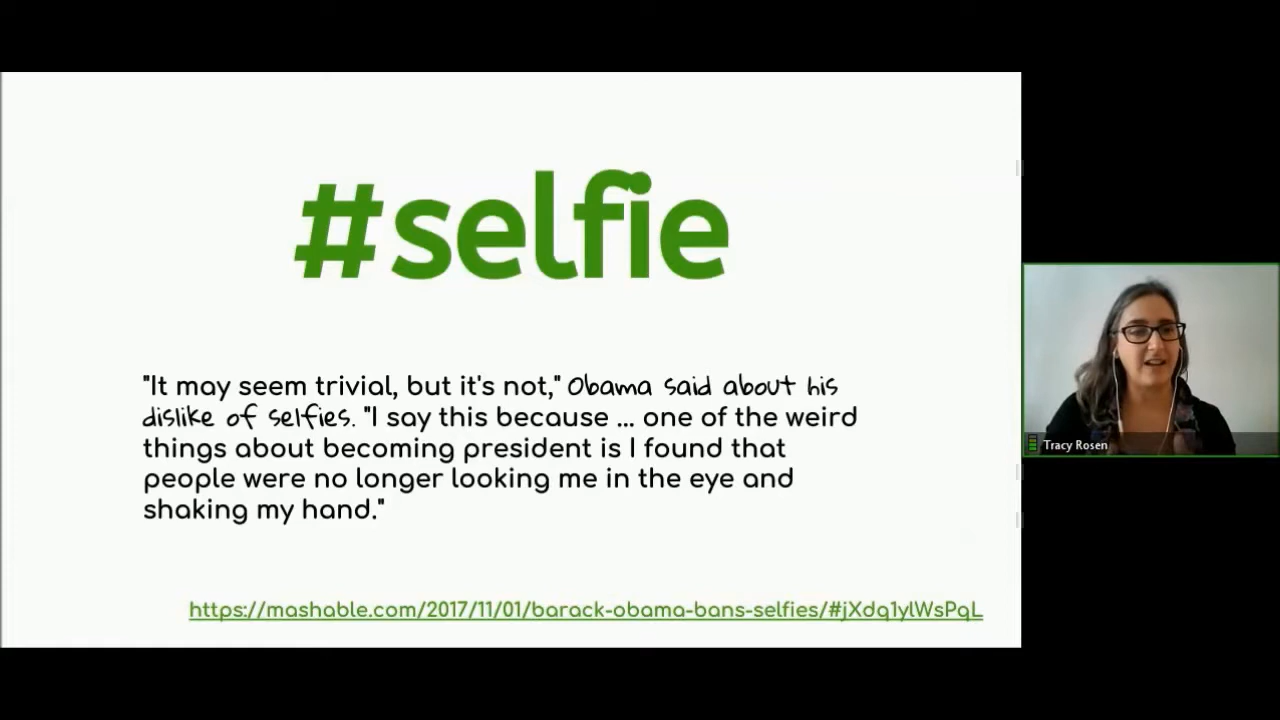 #selfie
"It may seem trivial, but it's not," Obama said about his
dislike of selfies. "I say this because ... one of the weird
things about becoming president is I found that
people were no longer looking me in the eye and
shaking my hand."
https://mashable.com/2017/11/01/barack-obama-bans-selfies/#jXdq1ylWsPqL
Tracy Rosen